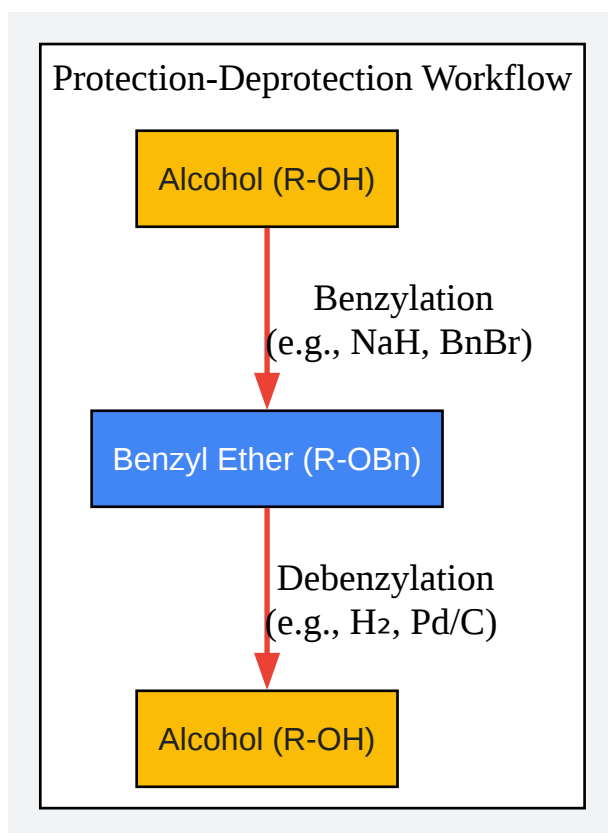 Protection-Deprotection Workflow
Alcohol (R-OH)
Benzylation
(e.g., NaH, BnBr)
Benzyl Ether (R-OBn)
Debenzylation
(e.g., H₂, Pd/C)
Alcohol (R-OH)